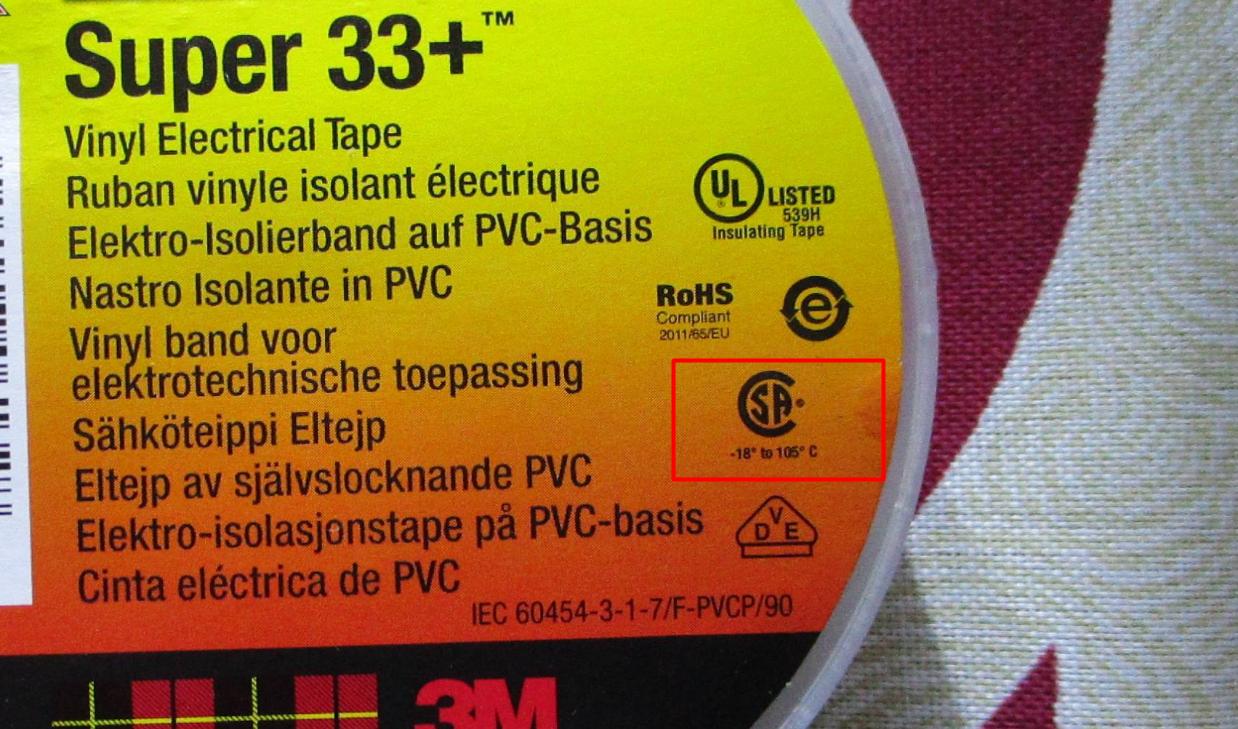 Super 33+™
Vinyl Electrical Tape
Ruban vinyle isolant électrique
Elektro-Isolierband auf PVC-Basis
Nastro Isolante in PVC
Vinyl band voor
elektrotechnische toepassing
Sähköteippi Eltejp
Eltejp av självslocknande PVC
Elektro-isolasjonstape på PVC-basis
Cinta eléctrica de PVC
UL® LISTED
539H
Insulating Tape
RoHS
Compliant
2011/65/EU
e
CSA®
-18° to 105° C
DVE
IEC 60454-3-1-7/F-PVCP/90
3M